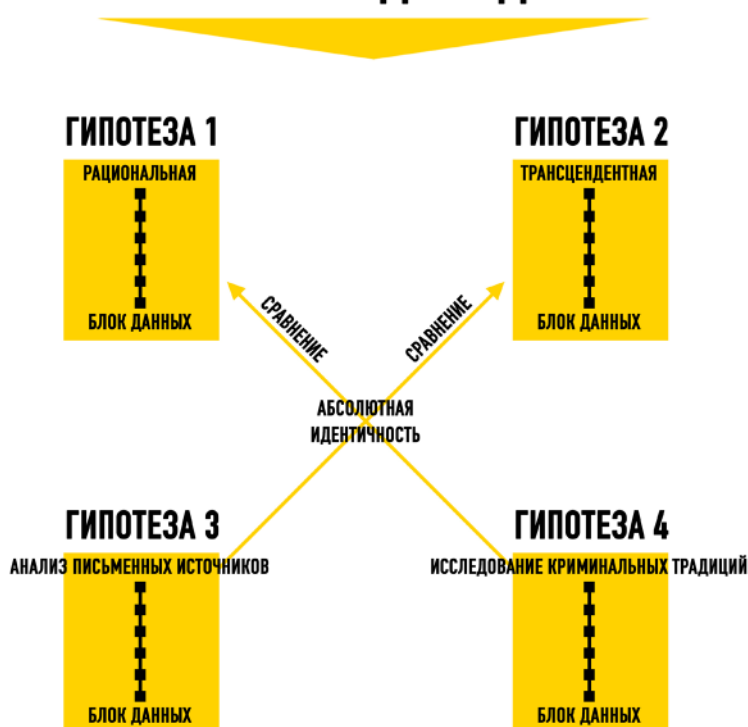 ГИПОТЕЗА 1
ГИПОТЕЗА 2
РАЦИОНАЛЬНАЯ
ТРАНСЦЕНДЕНТНАЯ
БЛОК ДАННЫХ
БЛОК ДАННЫХ
СРАВНЕНИЕ
СРАВНЕНИЕ
АБСОЛЮТНАЯ
ИДЕНТИЧНОСТЬ
ГИПОТЕЗА 3
ГИПОТЕЗА 4
АНАЛИЗ ПИСЬМЕННЫХ ИСТОЧНИКОВ
ИССЛЕДОВАНИЕ КРИМИНАЛЬНЫХ ТРАДИЦИЙ
БЛОК ДАННЫХ
БЛОК ДАННЫХ